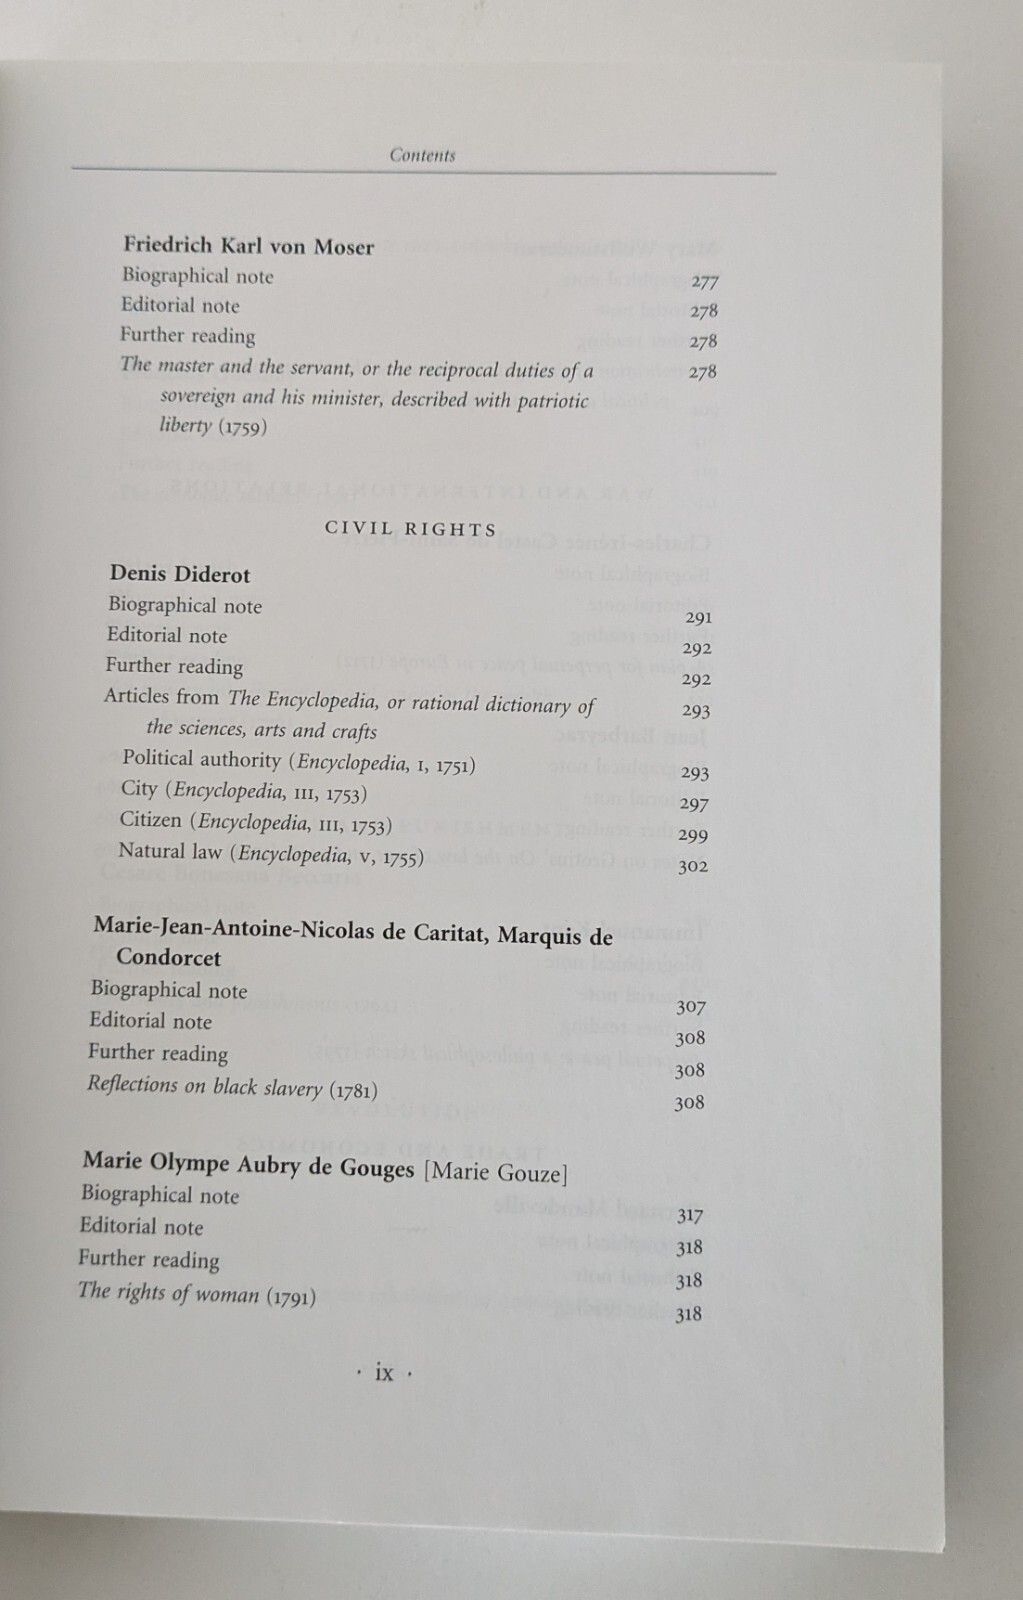 Contents
Friedrich Karl von Moser
Biographical note 277
Editorial note 278
Further reading 278
The master and the servant, or the reciprocal duties of a 278
sovereign and his minister, described with patriotic
liberty (1759)
CIVIL RIGHTS
Denis Diderot
Biographical note 291
Editorial note 292
Further reading 292
Articles from The Encyclopedia, or rational dictionary of 293
the sciences, arts and crafts
Political authority (Encyclopedia, I, 1751) 293
City (Encyclopedia, III, 1753) 297
Citizen (Encyclopedia, III, 1753) 299
Natural law (Encyclopedia, V, 1755) 302
Marie-Jean-Antoine-Nicolas de Caritat, Marquis de
Condorcet
Biographical note 307
Editorial note 308
Further reading 308
Reflections on black slavery (1781) 308
Marie Olympe Aubry de Gouges [Marie Gouze]
Biographical note 317
Editorial note 318
Further reading 318
The rights of woman (1791) 318
· ix ·